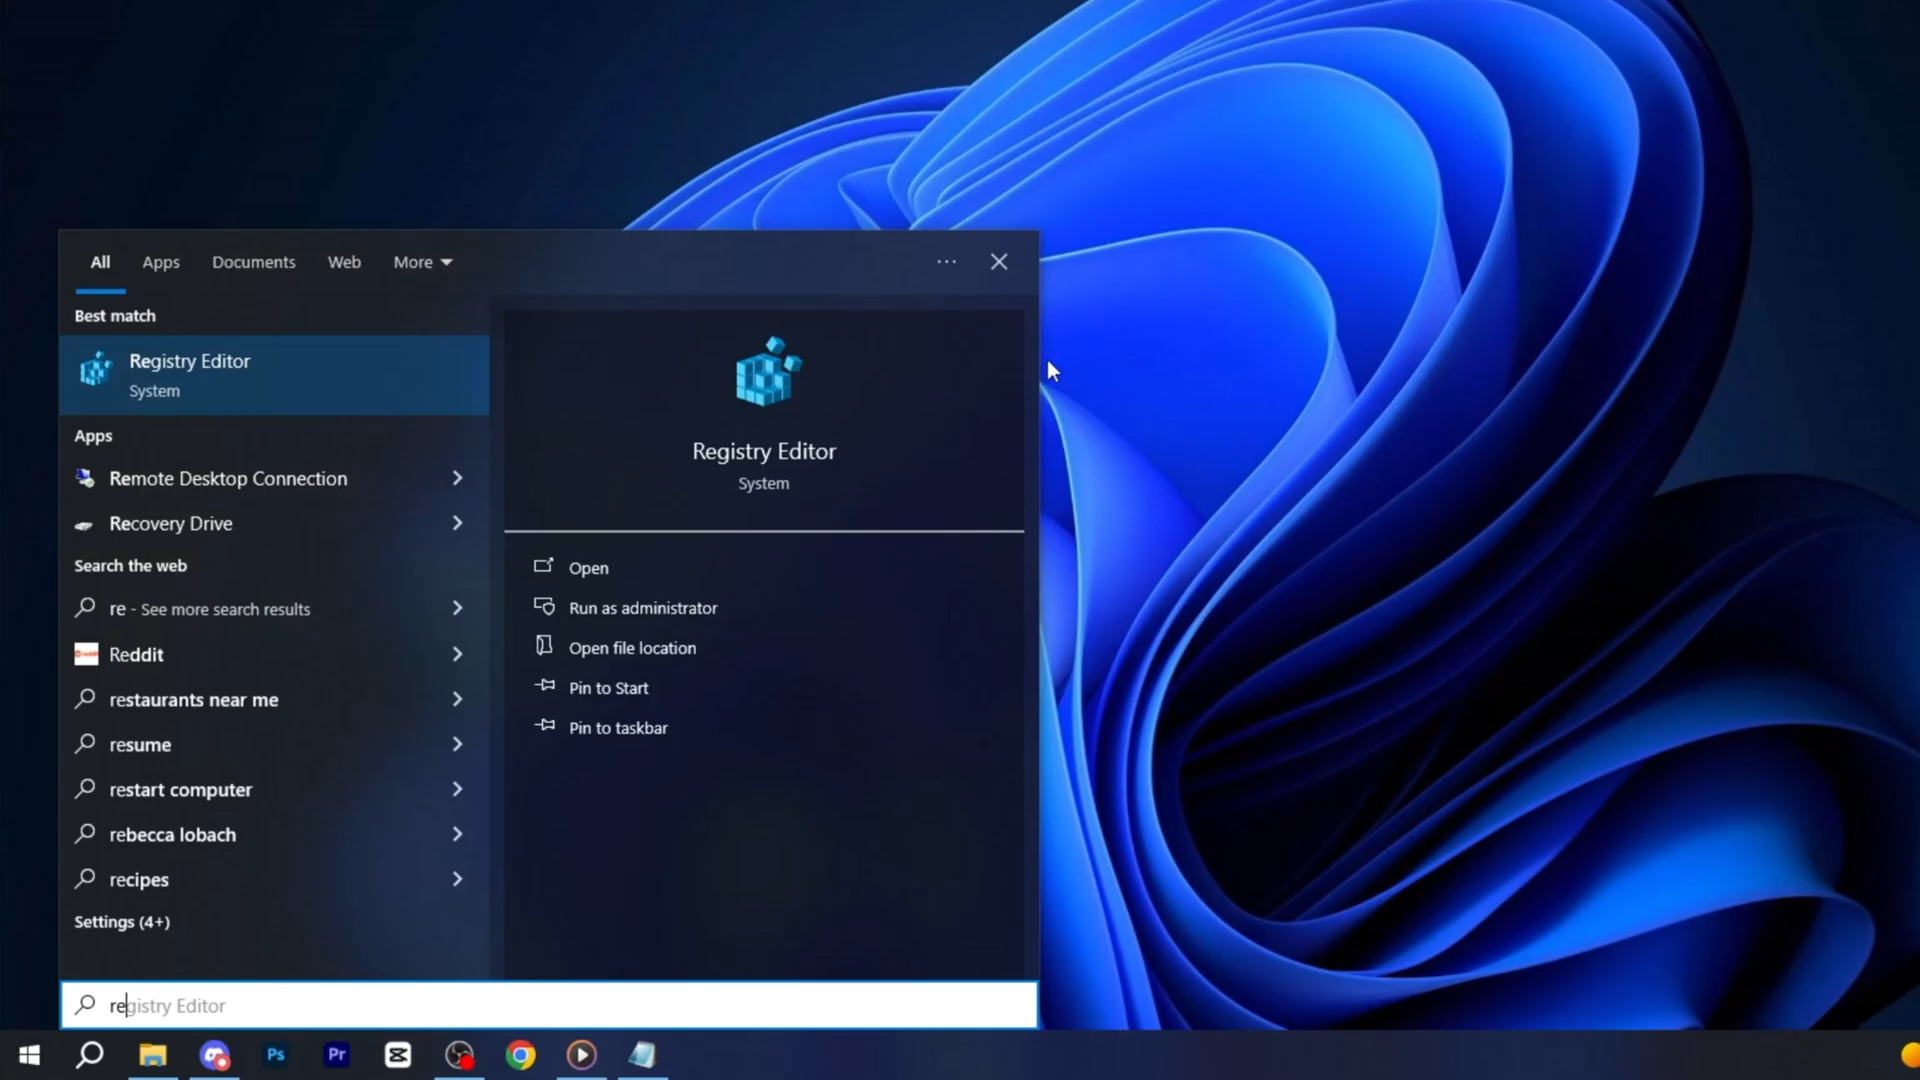 All Apps Documents Web More
Best match
Registry Editor
System
Apps
Remote Desktop Connection
Recovery Drive
Search the web
re - See more search results
Reddit
restaurants near me
resume
restart computer
rebecca lobach
recipes
Settings (4+)
Registry Editor
System
Open
Run as administrator
Open file location
Pin to Start
Pin to taskbar
registry Editor
Ps Pr